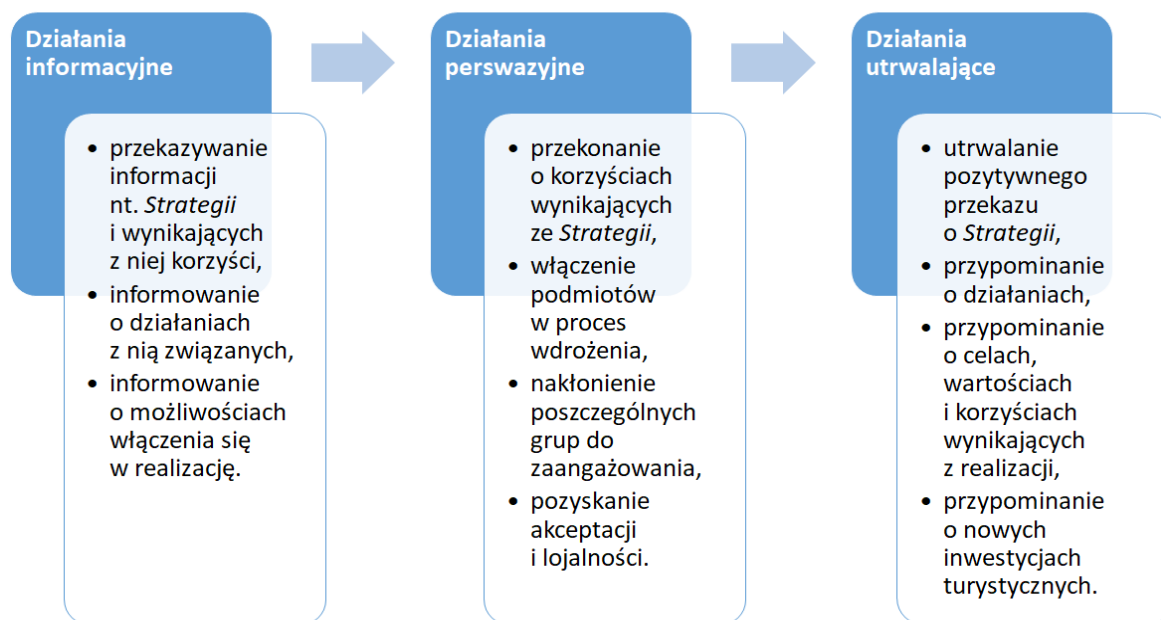 Działania
informacyjne
• przekazywanie
informacji
nt. Strategii
i wynikających
z niej korzyści,
• informowanie
o działaniach
z nią związanych,
• informowanie
o możliwościach
włączenia się
w realizację.
Działania
perswazyjne
• przekonanie
o korzyściach
wynikających
ze Strategii,
• włączenie
podmiotów
w proces
wdrożenia,
• nakłonienie
poszczególnych
grup do
zaangażowania,
• pozyskanie
akceptacji
i lojalności.
Działania
utrwalające
• utrwalanie
pozytywnego
przekazu
o Strategii,
• przypominanie
o działaniach,
• przypominanie
o celach,
wartościach
i korzyściach
wynikających
z realizacji,
• przypominanie
o nowych
inwestycjach
turystycznych.